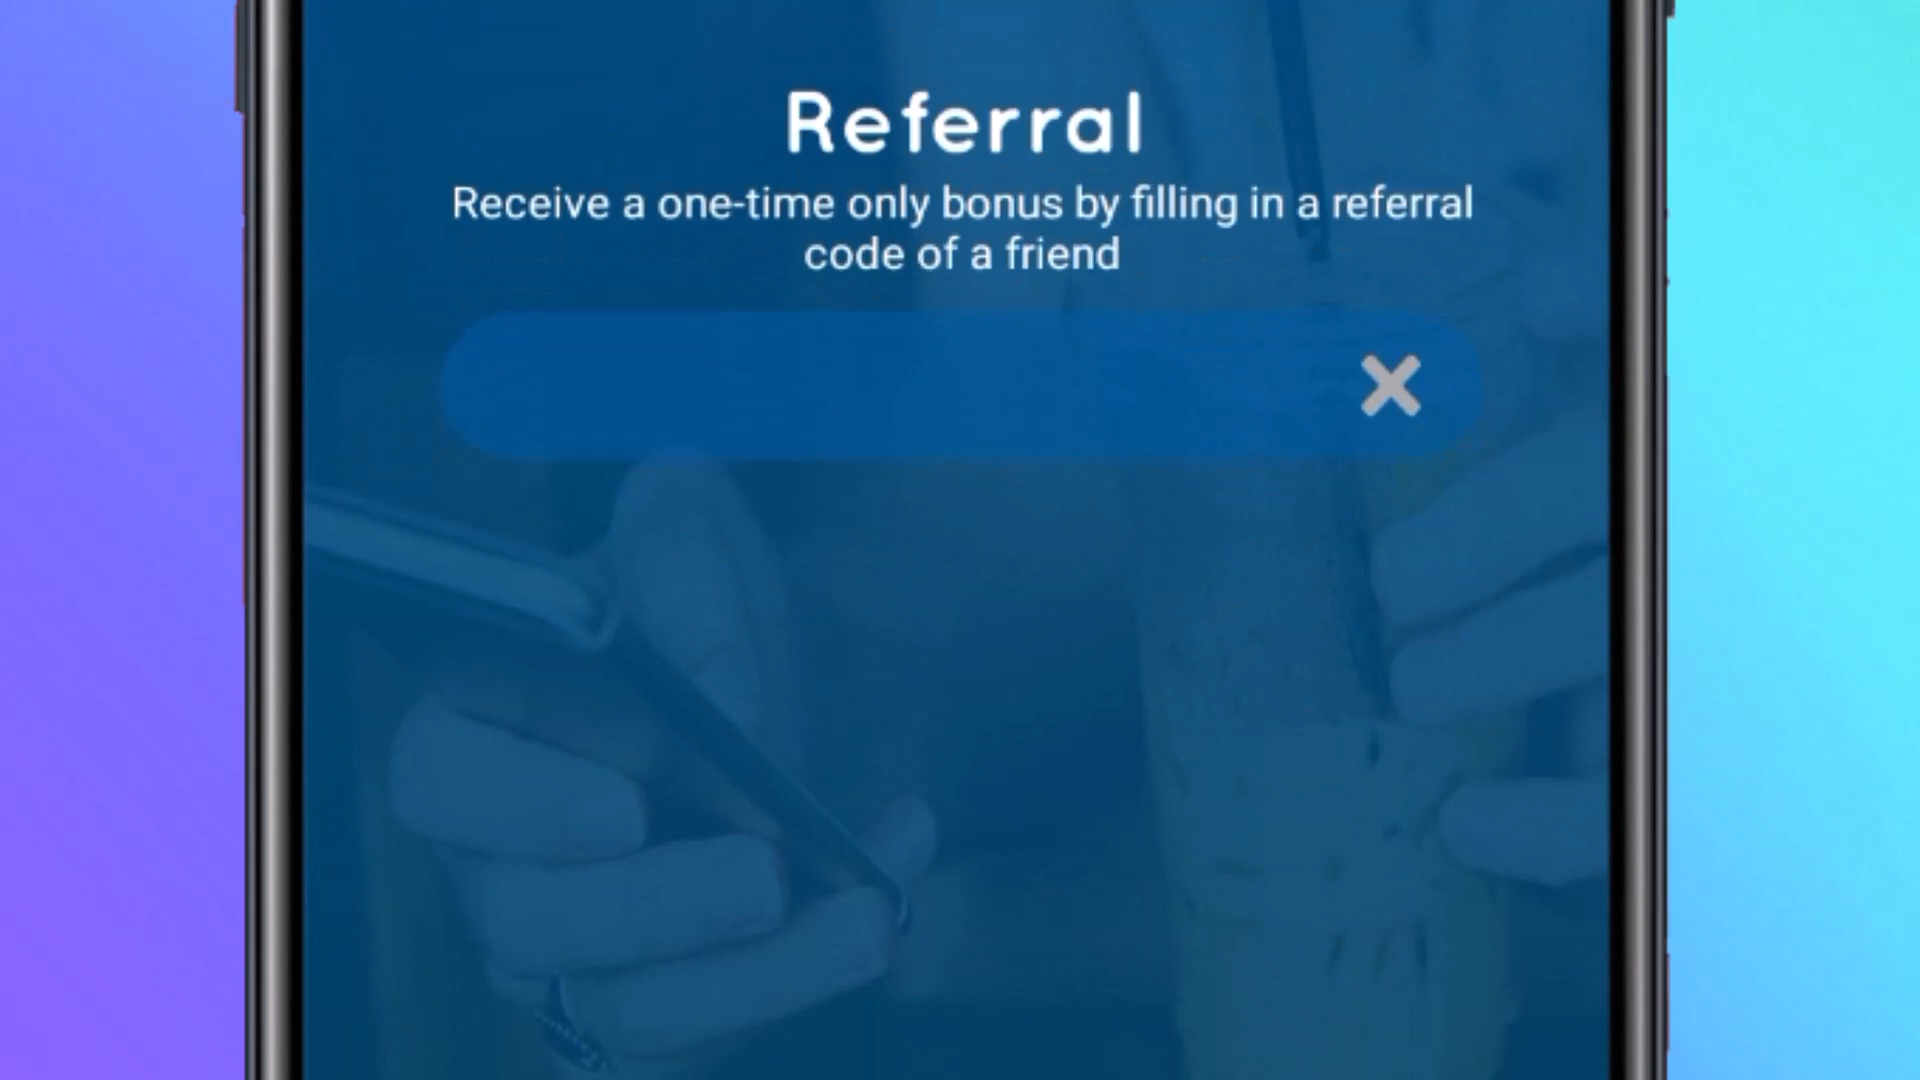 Referral
Receive a one-time only bonus by filling in a referral
code of a friend